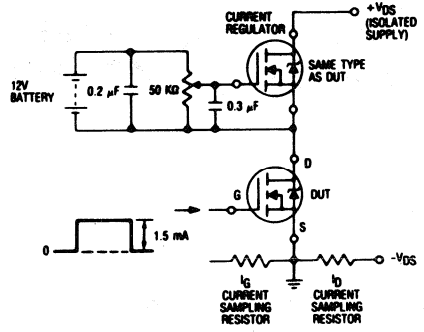 CURRENT
REGULATOR
+VDS
(ISOLATED
SUPPLY)
12V
BATTERY
0.2 µF
50 KΩ
0.3 µF
SAME TYPE
AS DUT
D
G
DUT
S
0
1.5 mA
-VDS
IG
CURRENT
SAMPLING
RESISTOR
ID
CURRENT
SAMPLING
RESISTOR